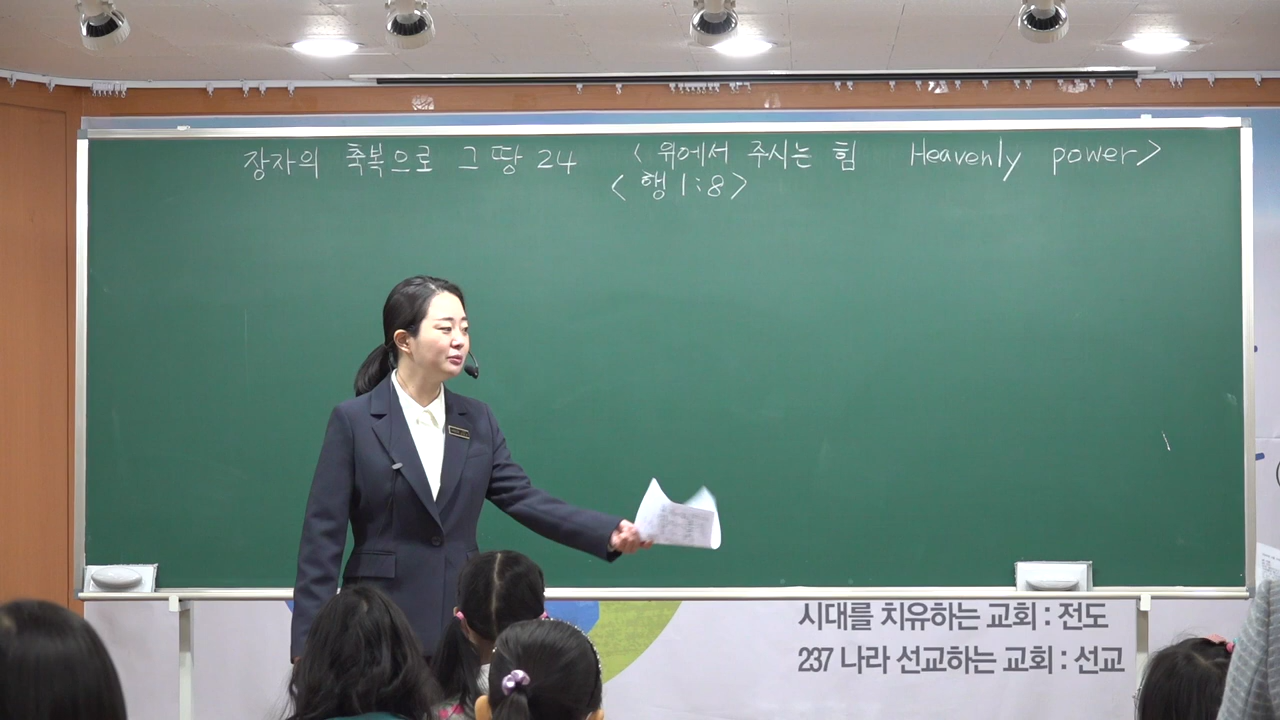 장자의 축복으로 그 땅 24 < 위에서 주시는 힘 Heavenly power>
< 행 1:8 >
시대를 치유하는 교회 : 전도
237 나라 선교하는 교회 : 선교